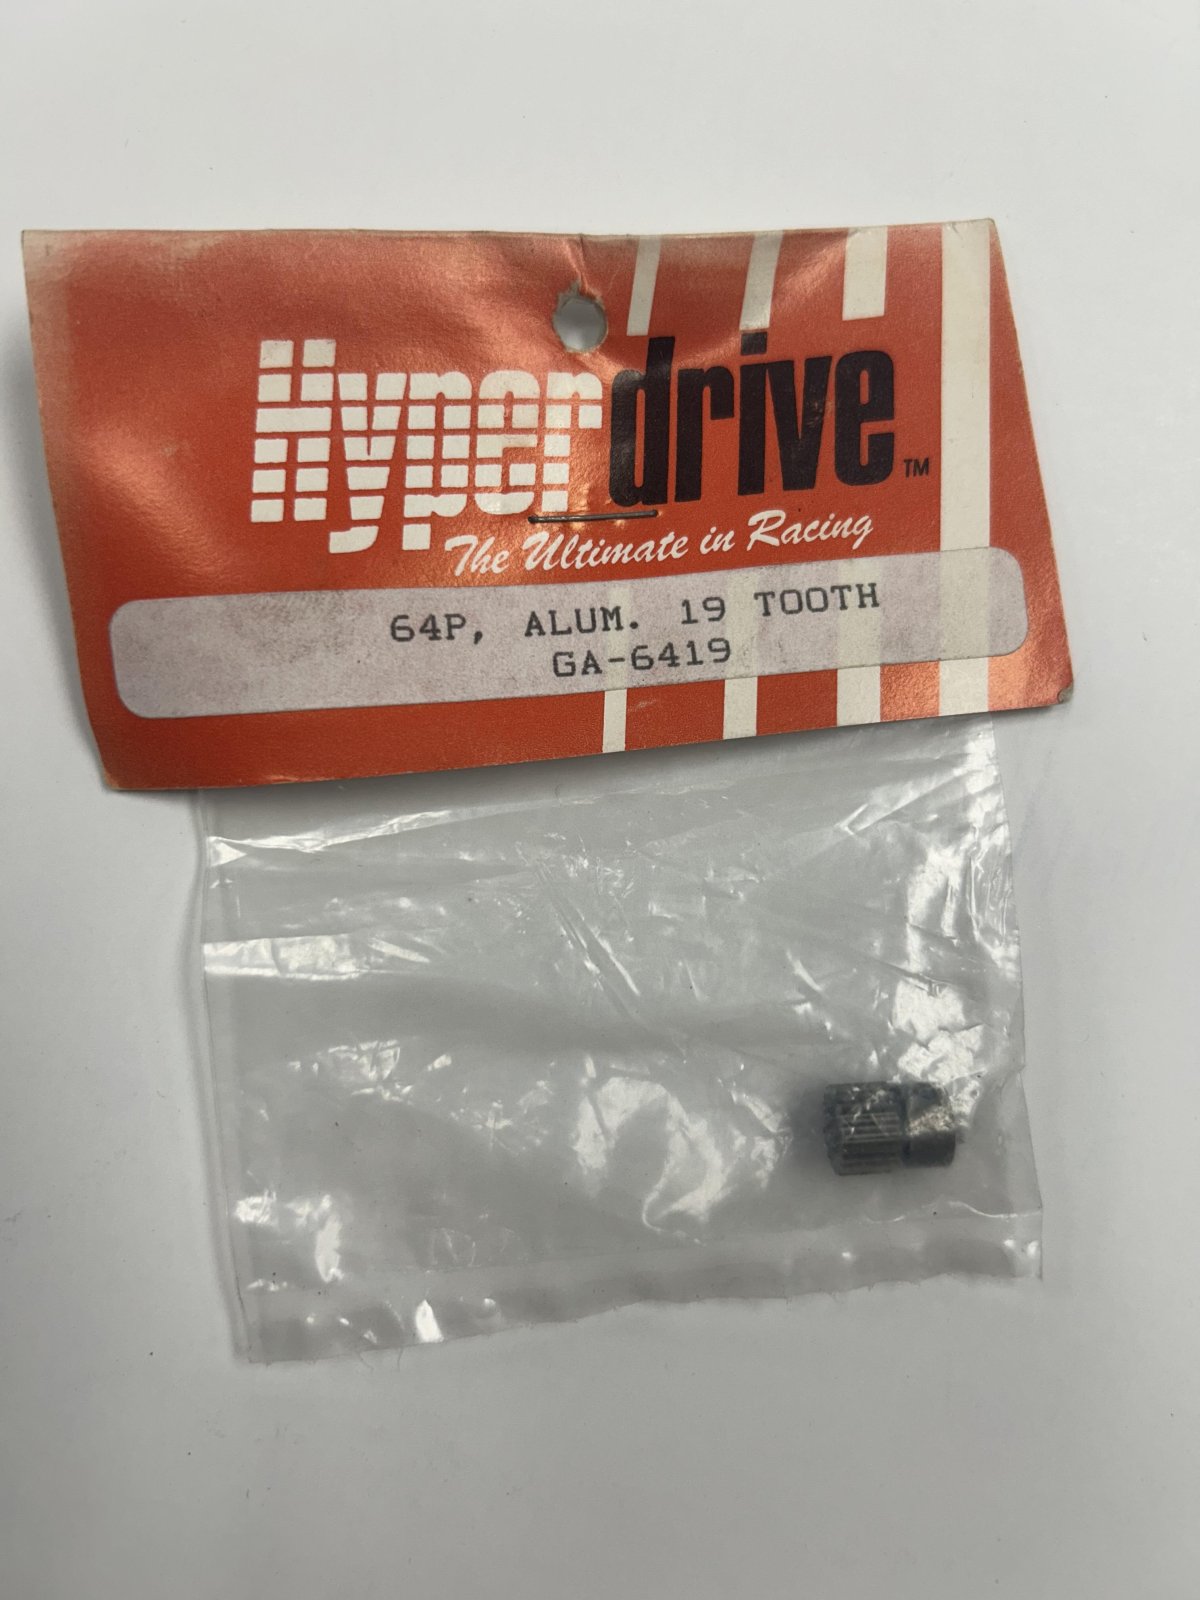 Hyperdrive™
The Ultimate in Racing
64P, ALUM. 19 TOOTH
GA-6419